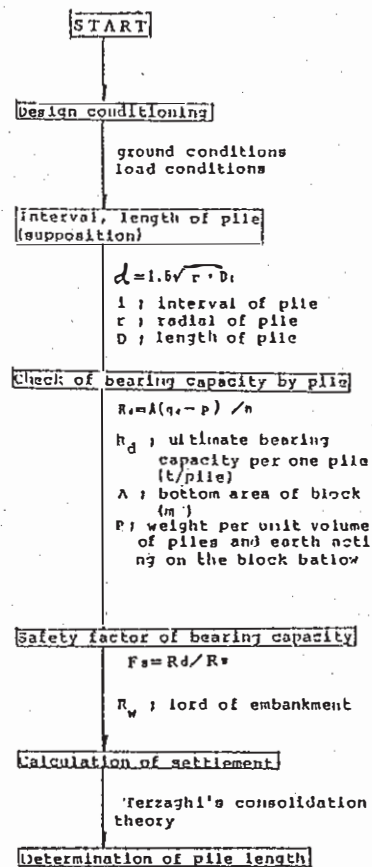 START
Design conditioning
ground conditions
load conditions
Interval, length of pile
(supposition)
d=1.5√r・Dι
i ; interval of pile
r ; radial of pile
D ; length of pile
Check of bearing capacity by pile
Rd=A(qd-p) /n
Rd ; ultimate bearing
capacity per one pile
(t/pile)
A ; bottom area of block
(m )
P; weight per unit volume
of piles and earth acti
ng on the block batlow
Safety factor of bearing capacity
Fs=Rd/Rw
Rw ; lord of embankment
Calculation of settlement
Terzaghi's consolidation
theory
Determination of pile length